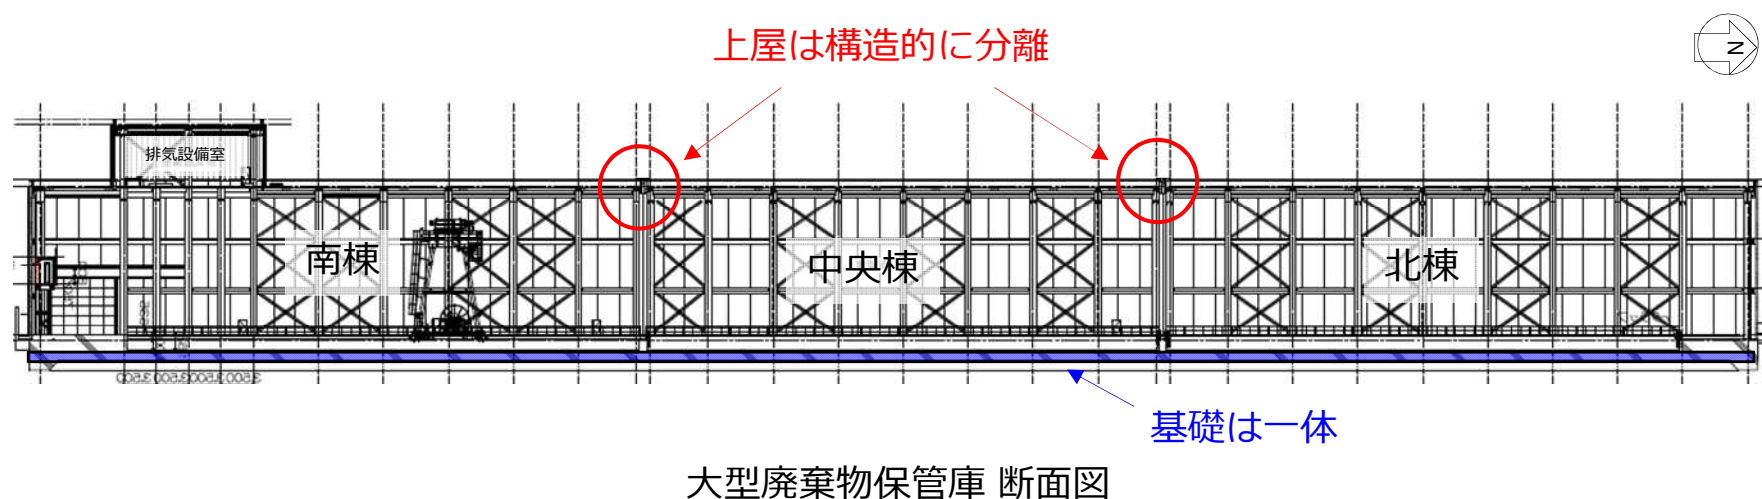 上屋は構造的に分離
N
排気設備室
南棟
中央棟
北棟
基礎は一体
大型廃棄物保管庫 断面図